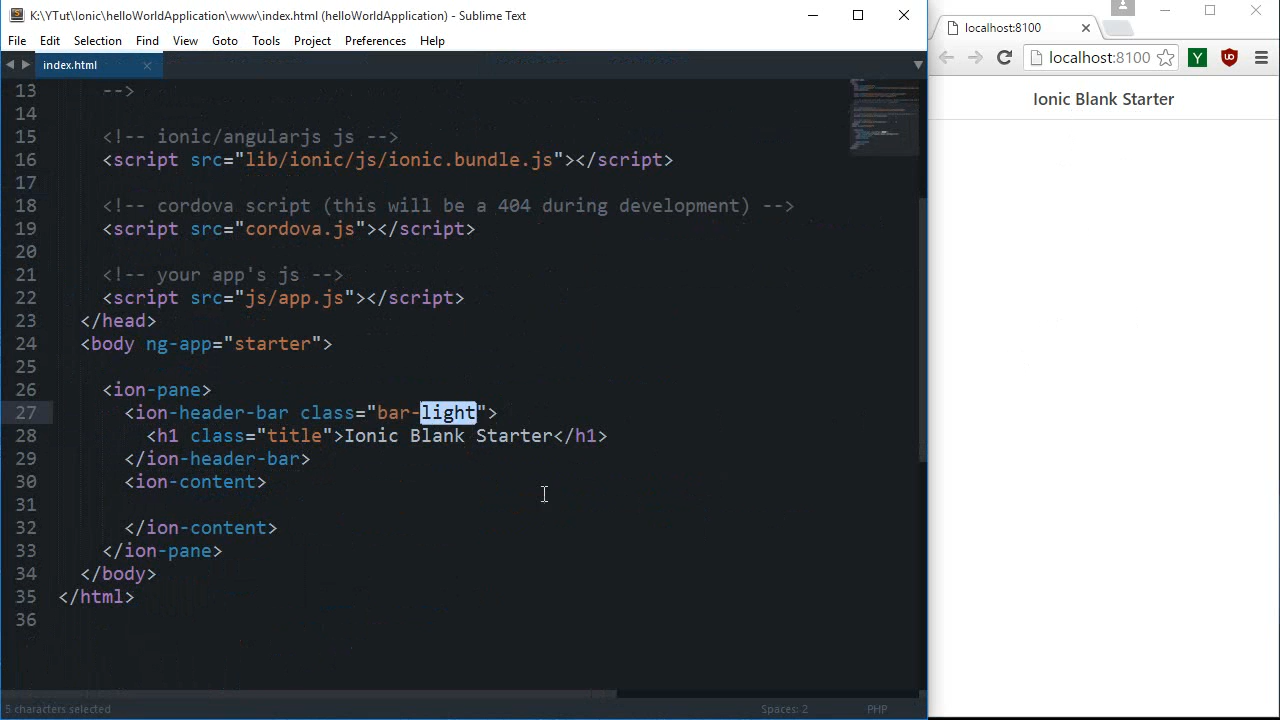 K:\YTut\Ionic\helloWorldApplication\www\index.html (helloWorldApplication) - Sublime Text
File Edit Selection Find View Goto Tools Project Preferences Help
index.html
13 -->
14
15 <!-- ionic/angularjs js -->
16 <script src="lib/ionic/js/ionic.bundle.js"></script>
17
18 <!-- cordova script (this will be a 404 during development) -->
19 <script src="cordova.js"></script>
20
21 <!-- your app's js -->
22 <script src="js/app.js"></script>
23 </head>
24 <body ng-app="starter">
25
26 <ion-pane>
27 <ion-header-bar class="bar-light">
28 <h1 class="title">Ionic Blank Starter</h1>
29 </ion-header-bar>
30 <ion-content>
31
32 </ion-content>
33 </ion-pane>
34 </body>
35 </html>
36
5 characters selected Spaces: 2 PHP
localhost:8100
localhost:8100 Y
Ionic Blank Starter